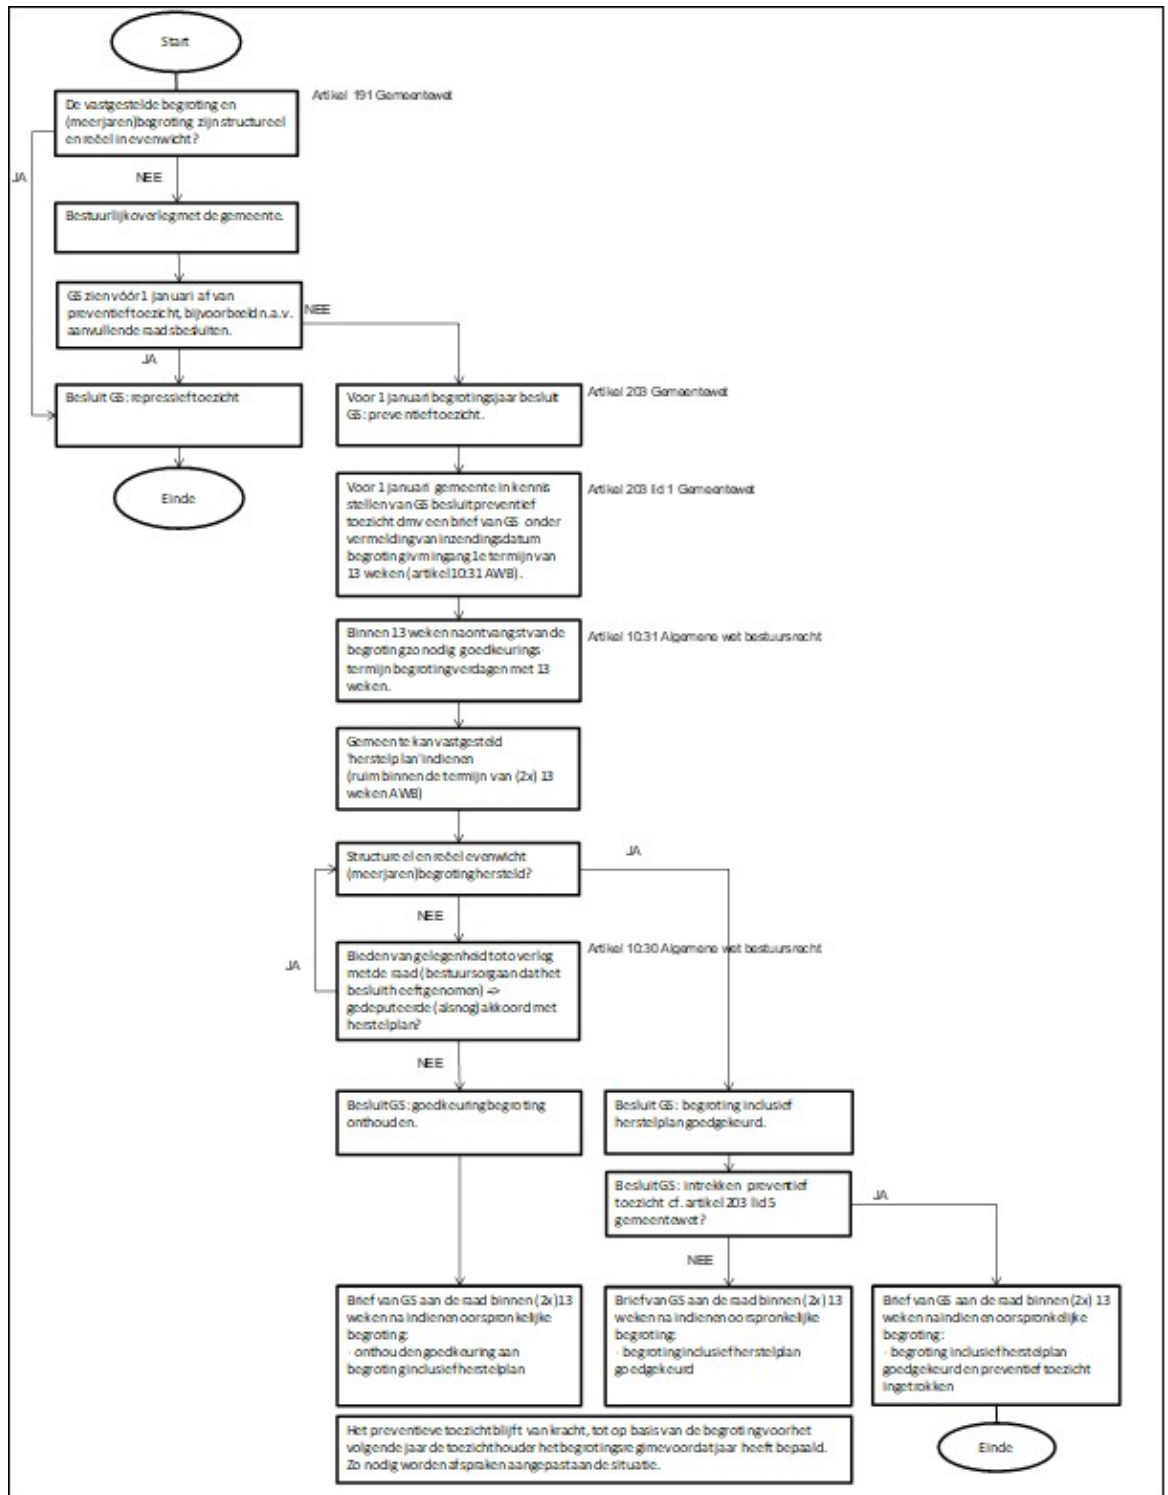 Start
Artikel 191 Gemeentewet
De vastgestelde begroting en
(meerjaren)begroting zijn structureel
en reëel in evenwicht?
JA
NEE
Bestuurlijk overleg met de gemeente.
GS zien vóór 1 januari af van
preventief toezicht, bijvoorbeeld n.a.v.
aanvullende raadsbesluiten.
NEE
JA
Besluit GS: repressief toezicht
Einde
Voor 1 januari begrotingsjaar besluit
GS: preventief toezicht.
Artikel 203 Gemeentewet
Voor 1 januari gemeente in kennis
stellen van GS besluit preventief
toezicht dmv een brief van GS onder
vermelding van inzendingsdatum
begroting ivm ingang 1e termijn van
13 weken (artikel 10:31 AWB).
Artikel 203 lid 1 Gemeentewet
Binnen 13 weken na ontvangst van de
begroting zo nodig goedkeurings-
termijn begroting verdagen met 13
weken.
Artikel 10:31 Algemene wet bestuursrecht
Gemeente kan vastgesteld
'herstelplan' indienen
(ruim binnen de termijn van (2x) 13
weken AWB)
Structureel en reëel evenwicht
(meerjaren)begroting hersteld?
JA
NEE
Bieden van gelegenheid tot overleg
met de raad (bestuursorgaan dat het
besluit heeft genomen) =>
gedeputeerde (alsnog) akkoord met
herstelplan?
Artikel 10:30 Algemene wet bestuursrecht
JA
NEE
Besluit GS: goedkeuring begroting
onthouden.
Besluit GS: begroting inclusief
herstelplan goedgekeurd.
Besluit GS: intrekken preventief
toezicht cf. artikel 203 lid 5
gemeentewet?
JA
NEE
Brief van GS aan de raad binnen (2x) 13
weken na indienen oorspronkelijke
begroting:
- onthouden goedkeuring aan
begroting inclusief herstelplan
Brief van GS aan de raad binnen (2x) 13
weken na indienen oorspronkelijke
begroting:
- begroting inclusief herstelplan
goedgekeurd
Brief van GS aan de raad binnen (2x) 13
weken na indienen oorspronkelijke
begroting:
- begroting inclusief herstelplan
goedgekeurd en preventief toezicht
ingetrokken
Het preventieve toezicht blijft van kracht, tot op basis van de begroting voor het
volgende jaar de toezichthouder het begrotingsregime voor dat jaar heeft bepaald.
Zo nodig worden afspraken aangepast aan de situatie.
Einde